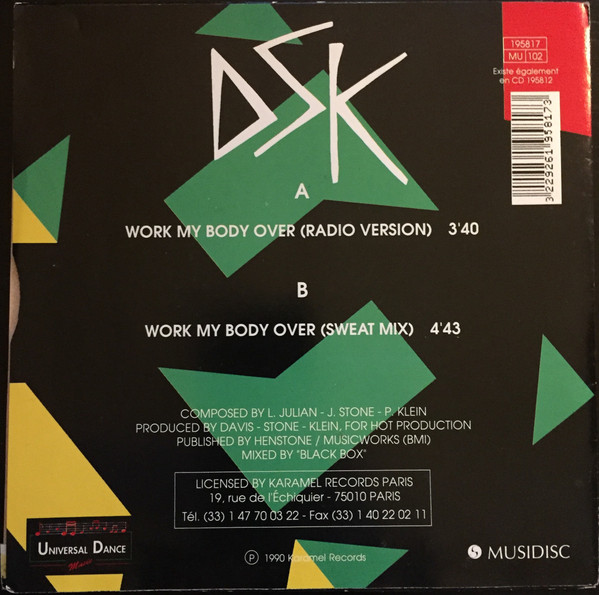 DSK
195817
MU 102
Existe également
en CD 195812
3 229261 958173
A
WORK MY BODY OVER (RADIO VERSION) 3'40
B
WORK MY BODY OVER (SWEAT MIX) 4'43
COMPOSED BY L. JULIAN - J. STONE - P. KLEIN
PRODUCED BY DAVIS - STONE - KLEIN, FOR HOT PRODUCTION
PUBLISHED BY HENSTONE / MUSICWORKS (BMI)
MIXED BY "BLACK BOX"
LICENSED BY KARAMEL RECORDS PARIS
19, rue de l'Échiquier - 75010 PARIS
Tél. (33) 1 47 70 03 22 - Fax (33) 1 40 22 02 11
UNIVERSAL DANCE
Music
℗ 1990 Karamel Records
MUSIDISC